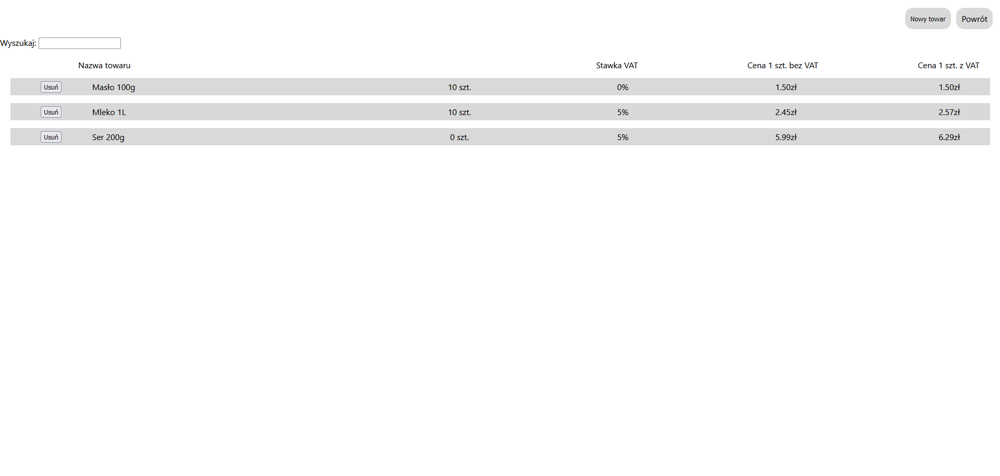 Nowy towar Powrót
Wyszukaj:
Nazwa towaru Stawka VAT Cena 1 szt. bez VAT Cena 1 szt. z VAT
Usuń Masło 100g 10 szt. 0% 1.50zł 1.50zł
Usuń Mleko 1L 10 szt. 5% 2.45zł 2.57zł
Usuń Ser 200g 0 szt. 5% 5.99zł 6.29zł